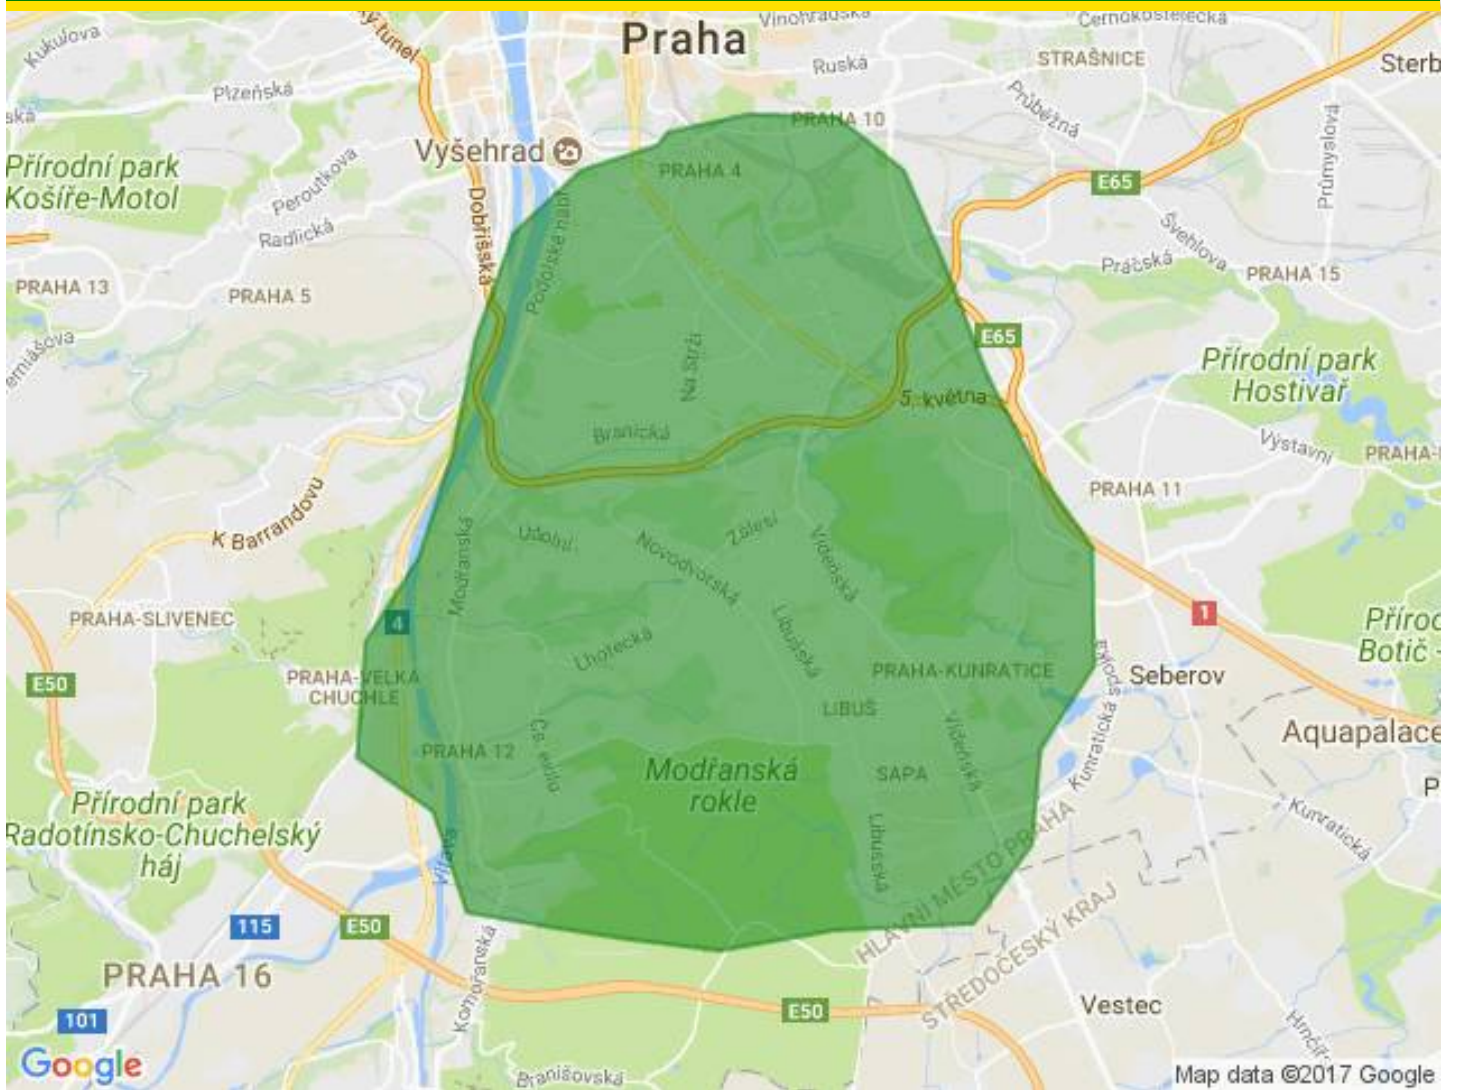 Praha
Vinohradská
Černokostelecká
Kukulova
Plzeňská
Ruská
STRAŠNICE
Sterb
Průběžná
Průmyslová
PRAHA 10
Vyšehrad
Přírodní park
Košíře-Motol
Peroutkova
PRAHA 4
E65
Radlická
Dobříšská
Podolské nábř
Švehlova
Práčská
PRAHA 15
PRAHA 13
PRAHA 5
E65
Na Strži
Přírodní park
Hostivař
5. května
Branická
Výstavní
PRAHA-
K Barrandovu
PRAHA 11
Modřanská
Údolní
Novodvorská
Zálesí
Vídeňská
PRAHA-SLIVENEC
4
Libušská
1
Příroc
Botič -
Lhotecká
PRAHA-VELKÁ
CHUCHLE
PRAHA-KUNRATICE
Šeberov
E50
LIBUŠ
Vídeňská
Kunratická
Aquapalace
PRAHA 12
Modřanská
rokle
SAPA
Přírodní park
Radotínsko-Chuchelský
háj
Kunratická
Vltava
Libušská
HLAVNÍ MĚSTO PRAHA
STŘEDOČESKÝ KRAJ
115
E50
PRAHA 16
Komořanská
E50
Vestec
101
Google
Branišovská
Map data ©2017 Google